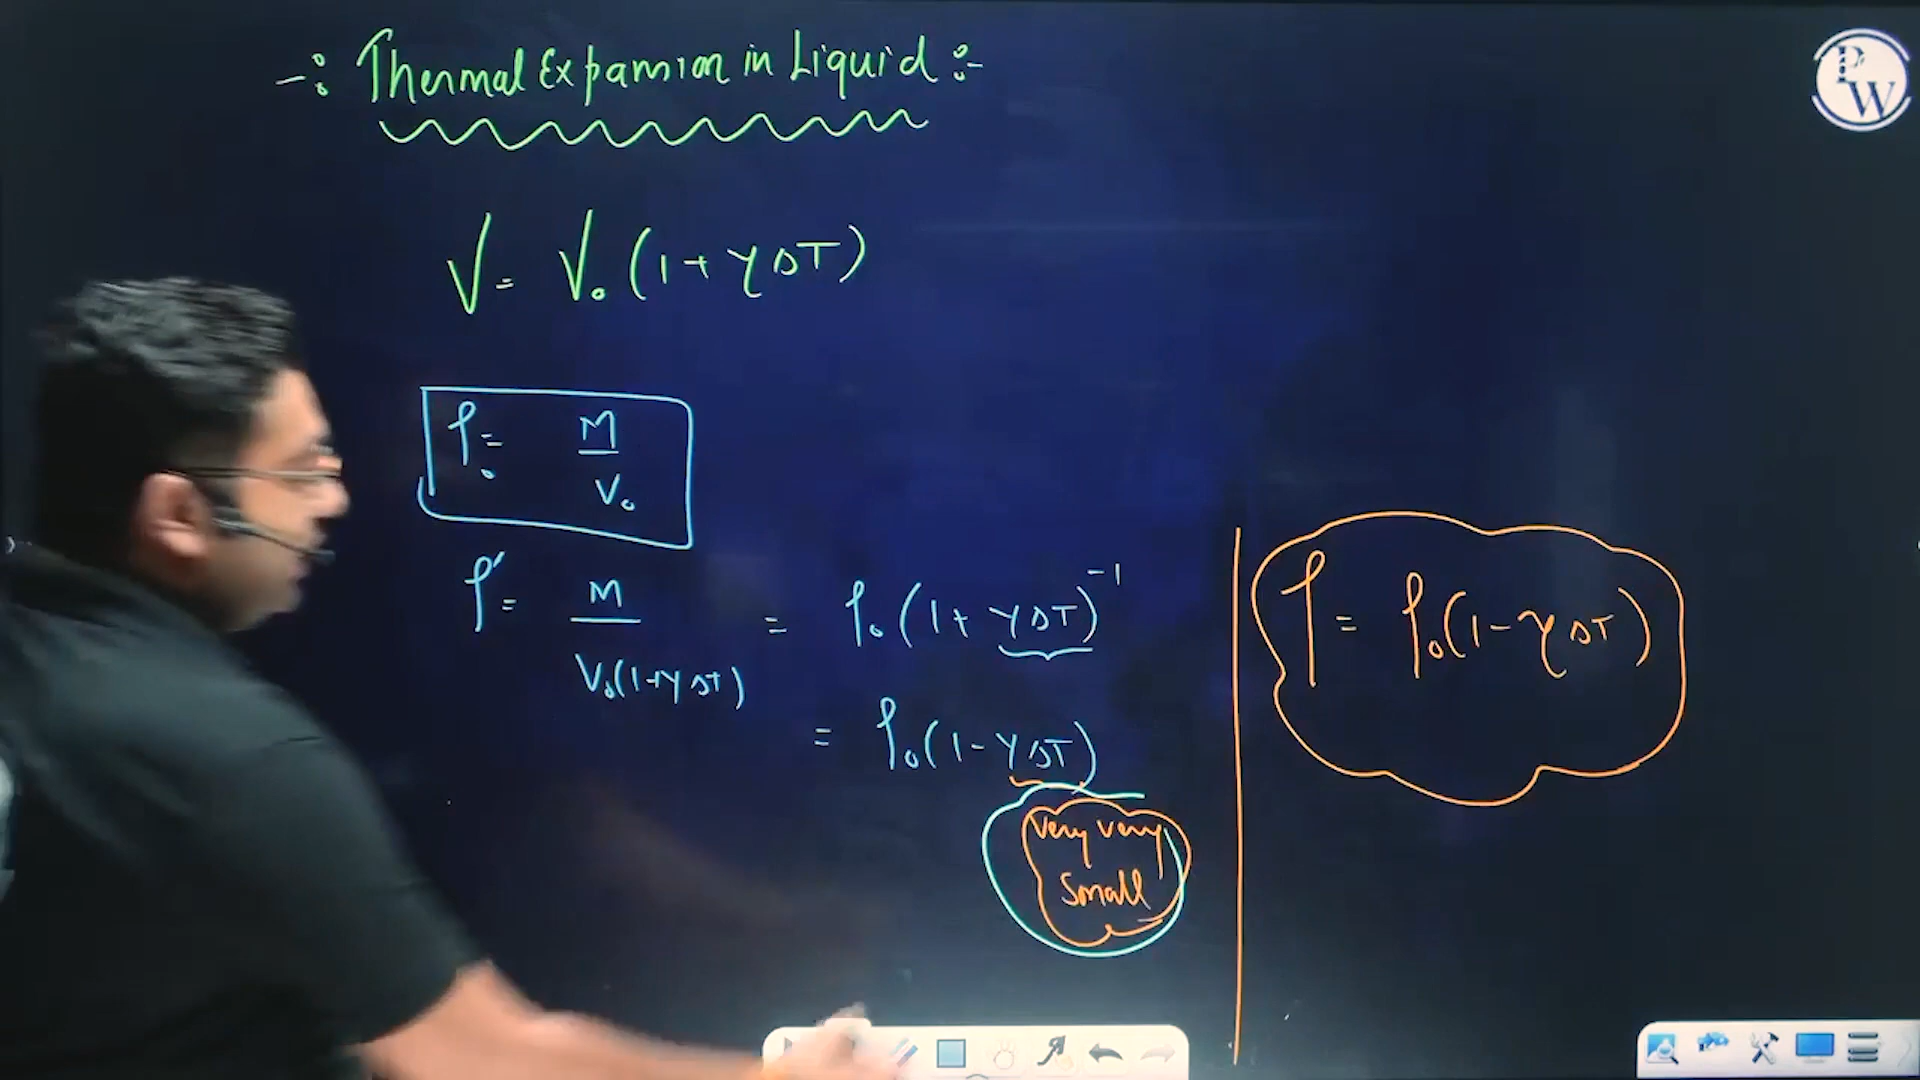 -: Thermal Expansion in Liquid :-
V = V₀ (1 + γΔT)
ρ₀ = M / V₀
ρ' = M / V₀(1+γΔT) = ρ₀ (1 + γΔT)⁻¹
= ρ₀(1 - γΔT)
Very Very
Small
ρ = ρ₀(1 - γΔT)
PW